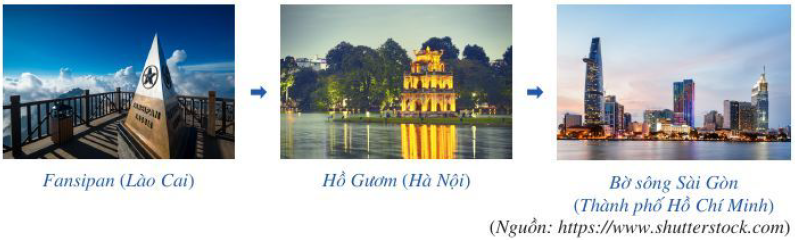 Fansipan (Lào Cai)
Hồ Gươm (Hà Nội)
Bờ sông Sài Gòn
(Thành phố Hồ Chí Minh)
(Nguồn: https://www.shutterstock.com)